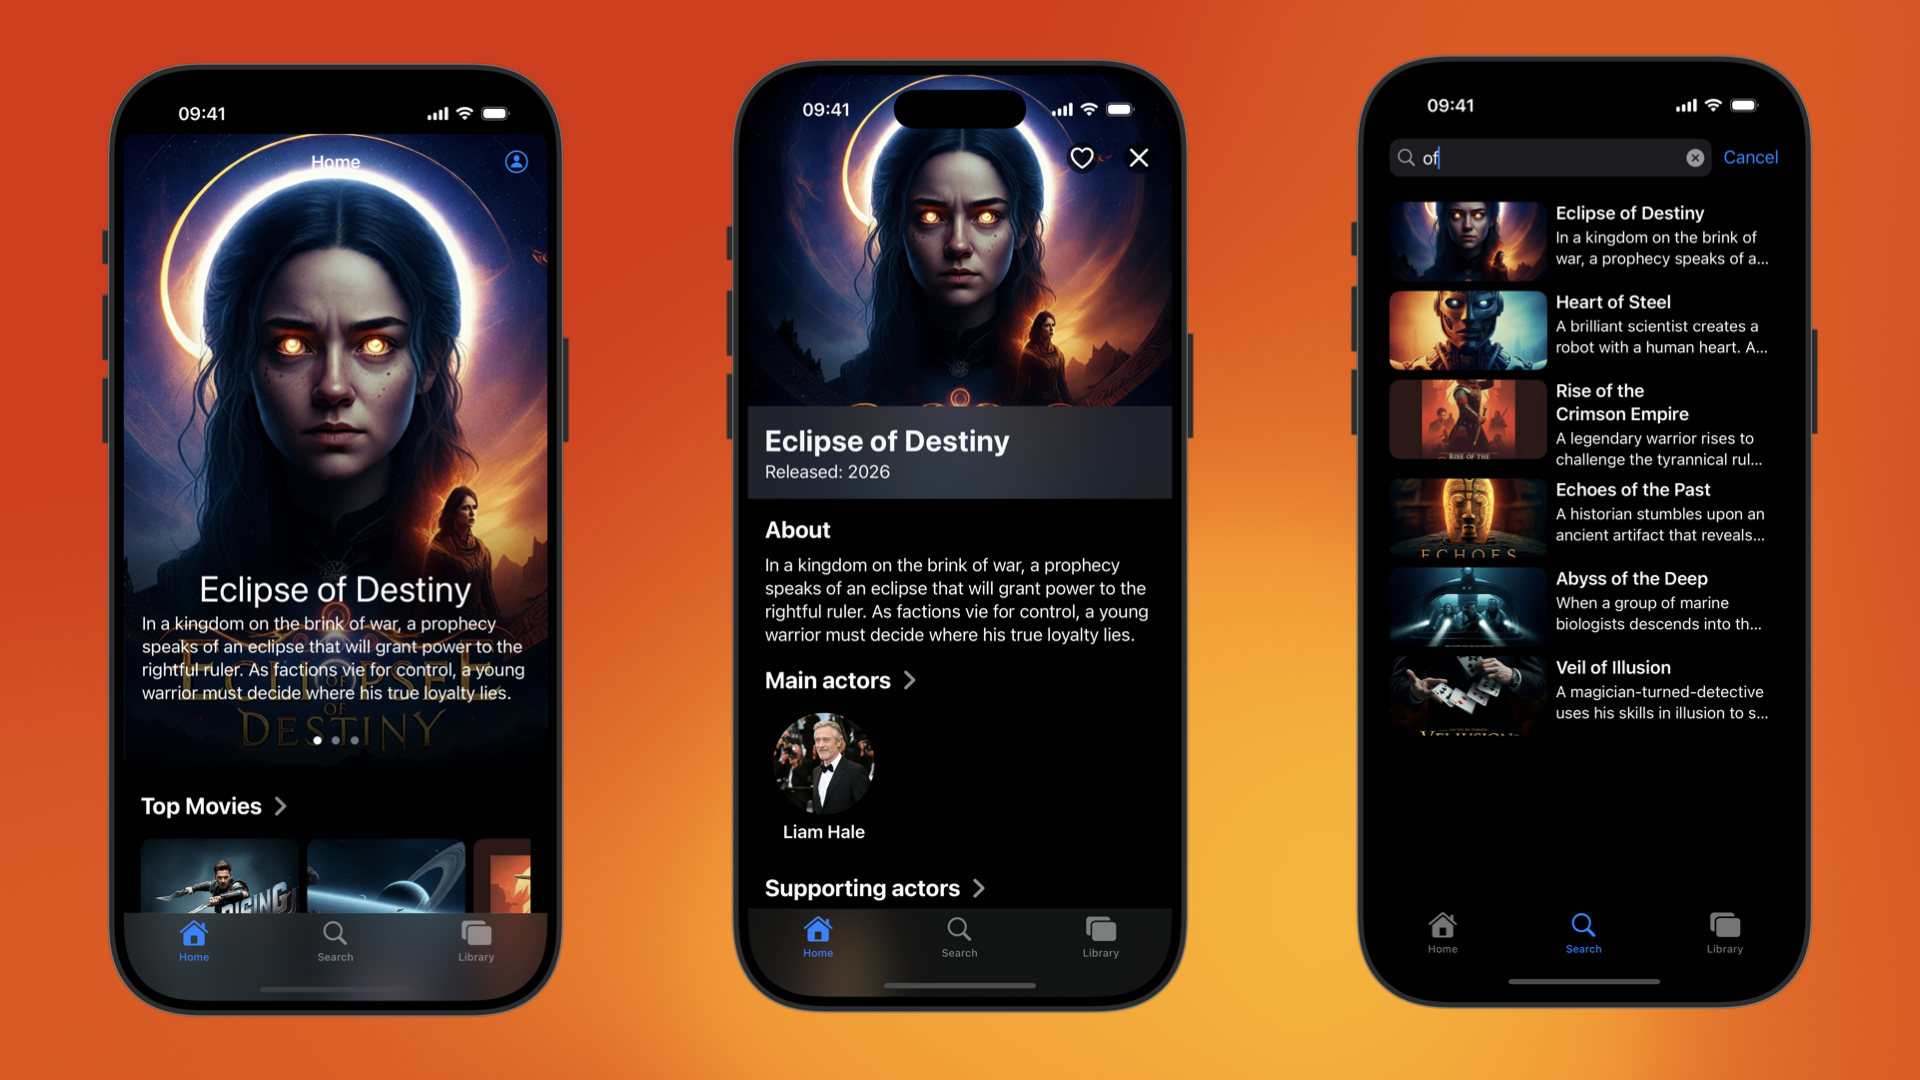 09:41
Home
Eclipse of Destiny
In a kingdom on the brink of war, a prophecy
speaks of an eclipse that will grant power to the
rightful ruler. As factions vie for control, a young
warrior must decide where his true loyalty lies.
ECLIPSEE
OF
OF
DESTINY
Top Movies
RISING
Home
Search
Library
09:41
Eclipse of Destiny
Released: 2026
About
In a kingdom on the brink of war, a prophecy
speaks of an eclipse that will grant power to the
rightful ruler. As factions vie for control, a young
warrior must decide where his true loyalty lies.
Main actors
Liam Hale
Supporting actors
Home
Search
Library
09:41
of
Cancel
Eclipse of Destiny
In a kingdom on the brink of
war, a prophecy speaks of a...
Heart of Steel
A brilliant scientist creates a
robot with a human heart. A...
Rise of the
Crimson Empire
A legendary warrior rises to
challenge the tyrannical rul...
RISE OF THE
Echoes of the Past
A historian stumbles upon an
ancient artifact that reveals...
ECHOES
Abyss of the Deep
When a group of marine
biologists descends into th...
Veil of Illusion
A magician-turned-detective
uses his skills in illusion to s...
Home
Search
Library